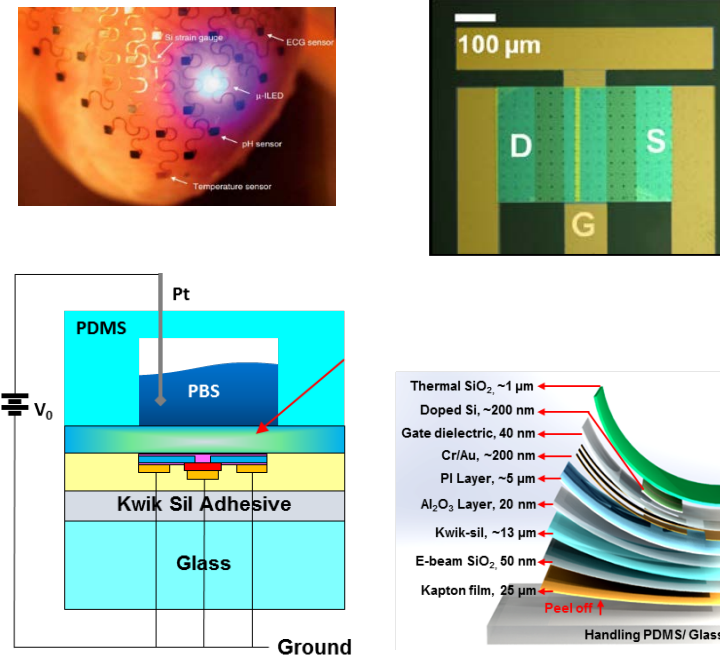 Si strain gauge
ECG sensor
μ-ILED
pH sensor
Temperature sensor
100 μm
D
S
G
Pt
PDMS
PBS
V₀
Kwik Sil Adhesive
Glass
Ground
Thermal SiO₂, ~1 μm
Doped Si, ~200 nm
Gate dielectric, 40 nm
Cr/Au, ~200 nm
PI Layer, ~5 μm
Al₂O₃ Layer, 20 nm
Kwik-sil, ~13 μm
E-beam SiO₂, 50 nm
Kapton film, 25 μm
Peel off
Handling PDMS/ Glass